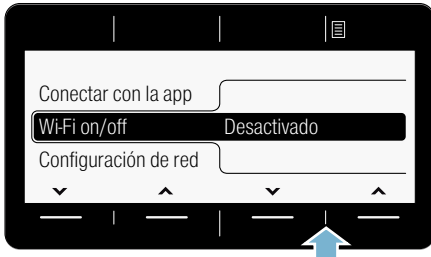 Conectar con la app
Wi-Fi on/off Desactivado
Configuración de red